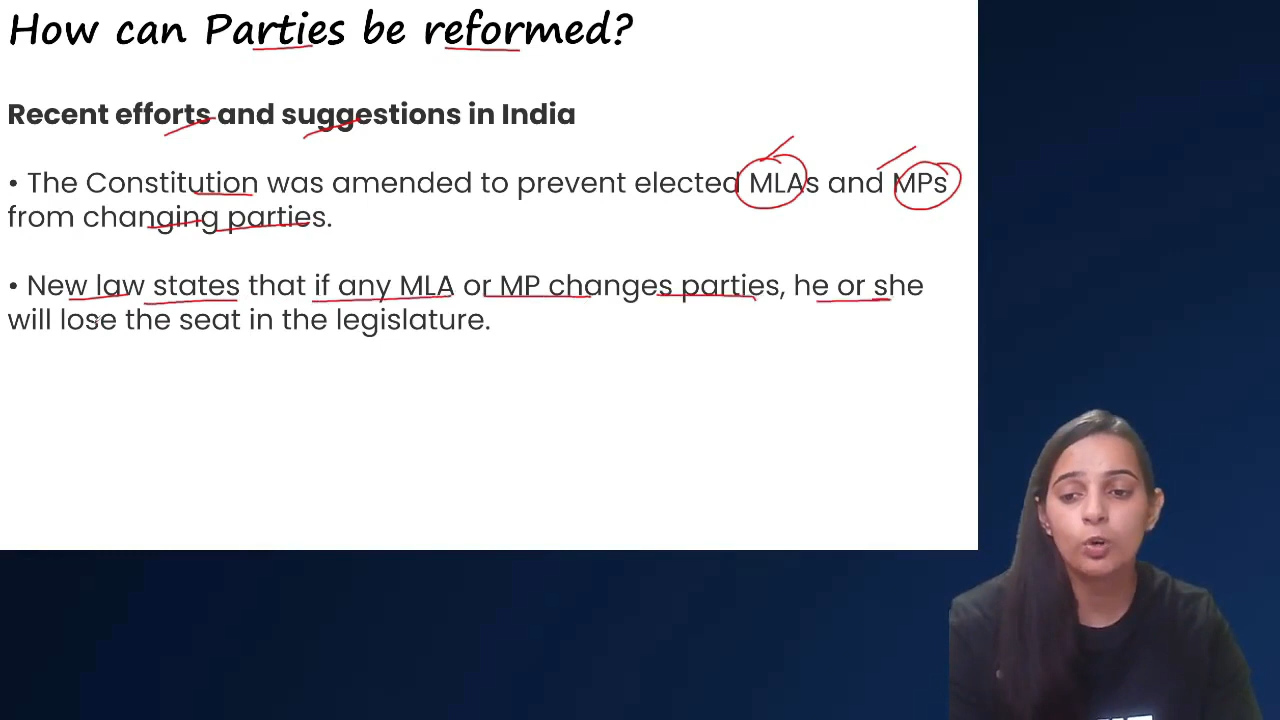 How can Parties be reformed?
Recent efforts and suggestions in India
• The Constitution was amended to prevent elected MLAs and MPs
from changing parties.
• New law states that if any MLA or MP changes parties, he or she
will lose the seat in the legislature.